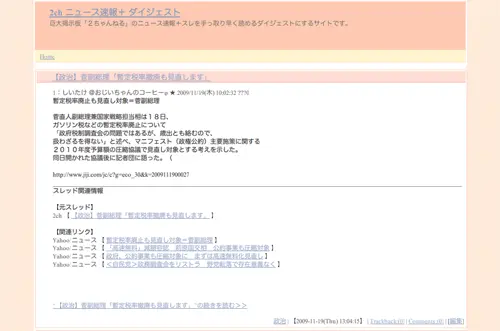 2ch ニュース速報＋ ダイジェスト
巨大掲示板「２ちゃんねる」のニュース速報+スレを手っ取り早く読めるダイジェストにするサイトです。
Home
【政治】菅副総理「暫定税率撤廃も見直します」
1：しいたけ @おじいちゃんのコーヒーφ ★ 2009/11/19(木) 10:02:32 ???0
暫定税率廃止も見直し対象＝菅副総理
菅直人副総理兼国家戦略担当相は１８日、
ガソリン税などの暫定税率廃止について
「政府税制調査会の問題ではあるが、歳出とも絡むので、
扱わざるを得ない」と述べ、マニフェスト（政権公約）主要施策に関する
２０１０年度予算額の圧縮協議で見直し対象とする考えを示した。
同日開かれた協議後に記者団に語った。（
http://www.jiji.com/jc/c?g=eco_30&k=2009111900027
スレッド関連情報
【元スレッド】
2ch 【 【政治】菅副総理「暫定税率撤廃も見直します」 】
【関連リンク】
Yahoo ニュース 【 暫定税率廃止も見直し対象＝菅副総理 】
Yahoo ニュース 【 「高速無料」減額容認 前原国交相 公約事業も圧縮対象 】
Yahoo ニュース 【 政府、公約事業も圧縮対象に まずは高速無料化見直し 】
Yahoo ニュース 【 ＜自民党＞政務調査会をリストラ 野党転落で存在意義なく 】
"【政治】菅副総理「暫定税率撤廃も見直します」"の続きを読む>>
政治 : 【2009-11-19(Thu) 13:04:15】 | Trackback:(0) | Comments:(0) | [編集]